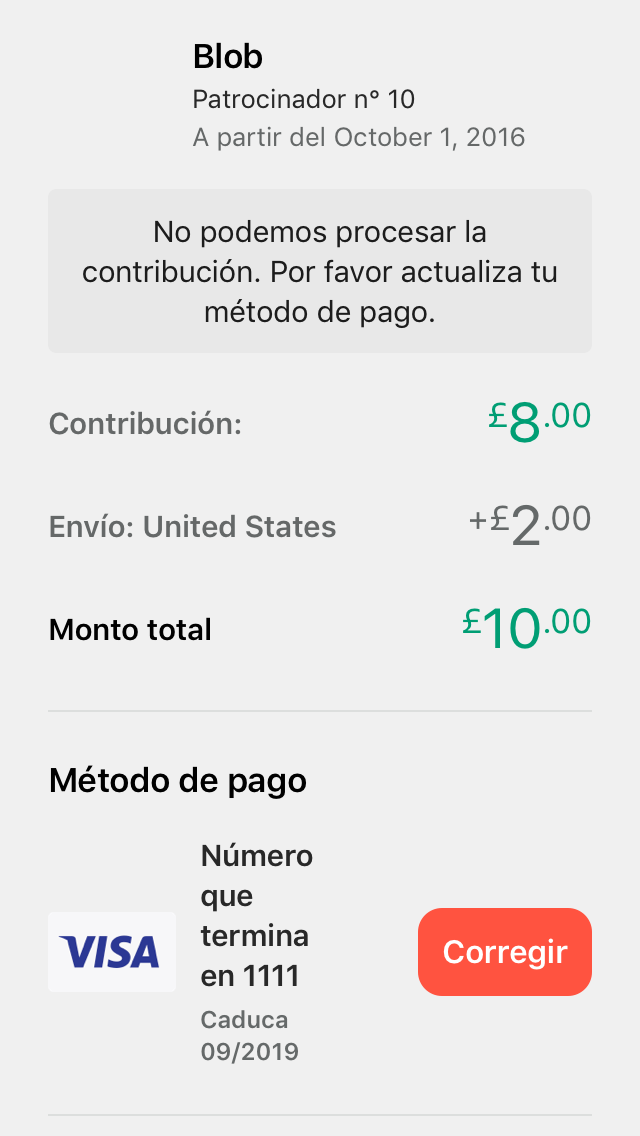 Blob
Patrocinador nº 10
A partir del October 1, 2016
No podemos procesar la
contribución. Por favor actualiza tu
método de pago.
Contribución: £8.00
Envío: United States +£2.00
Monto total £10.00
Método de pago
Número
que
termina
en 1111
Caduca
09/2019
VISA
Corregir